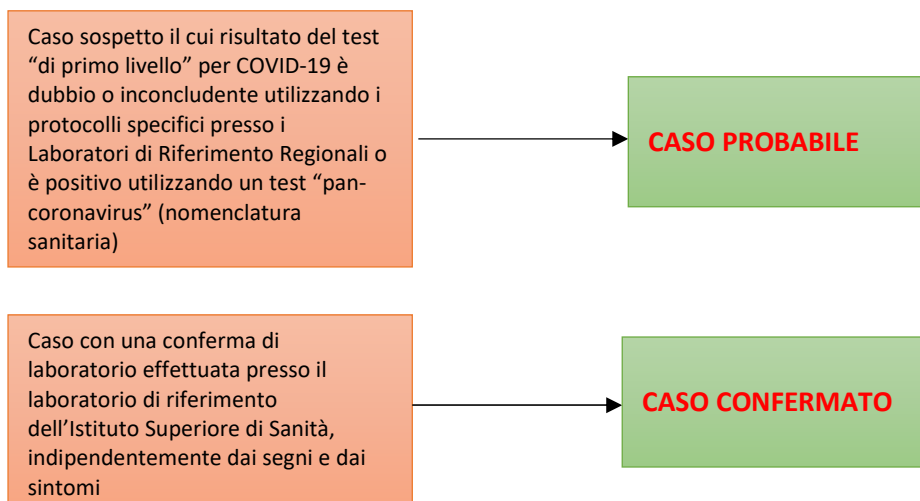 Caso sospetto il cui risultato del test
“di primo livello” per COVID-19 è
dubbio o inconcludente utilizzando i
protocolli specifici presso i
Laboratori di Riferimento Regionali o
è positivo utilizzando un test “pan-
coronavirus” (nomenclatura
sanitaria)
CASO PROBABILE
Caso con una conferma di
laboratorio effettuata presso il
laboratorio di riferimento
dell’Istituto Superiore di Sanità,
indipendentemente dai segni e dai
sintomi
CASO CONFERMATO